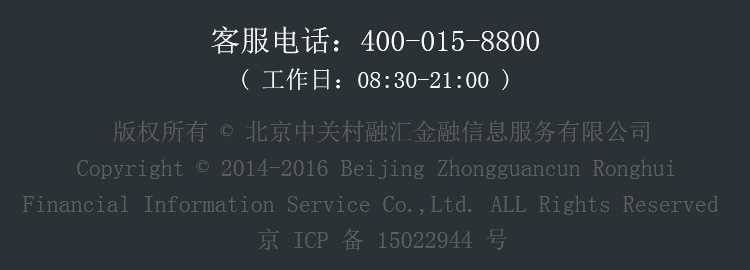 客服电话：400-015-8800
( 工作日：08:30-21:00 )
版权所有 © 北京中关村融汇金融信息服务有限公司
Copyright © 2014-2016 Beijing Zhongguancun Ronghui
Financial Information Service Co.,Ltd. ALL Rights Reserved
京 ICP 备 15022944 号